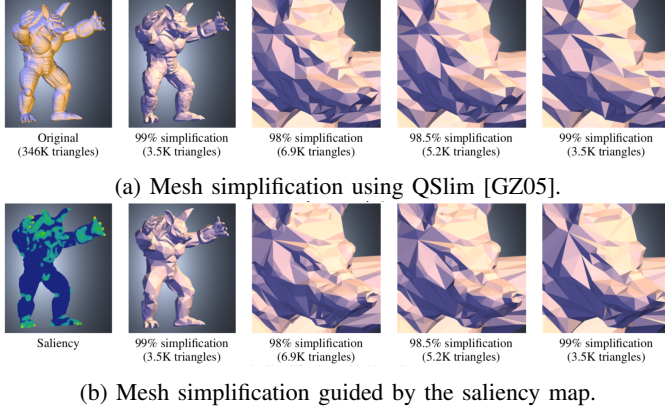 Original 99% simplification 98% simplification 98.5% simplification 99% simplification
(346K triangles) (3.5K triangles) (6.9K triangles) (5.2K triangles) (3.5K triangles)
(a) Mesh simplification using QSlim [GZ05].
Saliency 99% simplification 98% simplification 98.5% simplification 99% simplification
(3.5K triangles) (6.9K triangles) (5.2K triangles) (3.5K triangles)
(b) Mesh simplification guided by the saliency map.